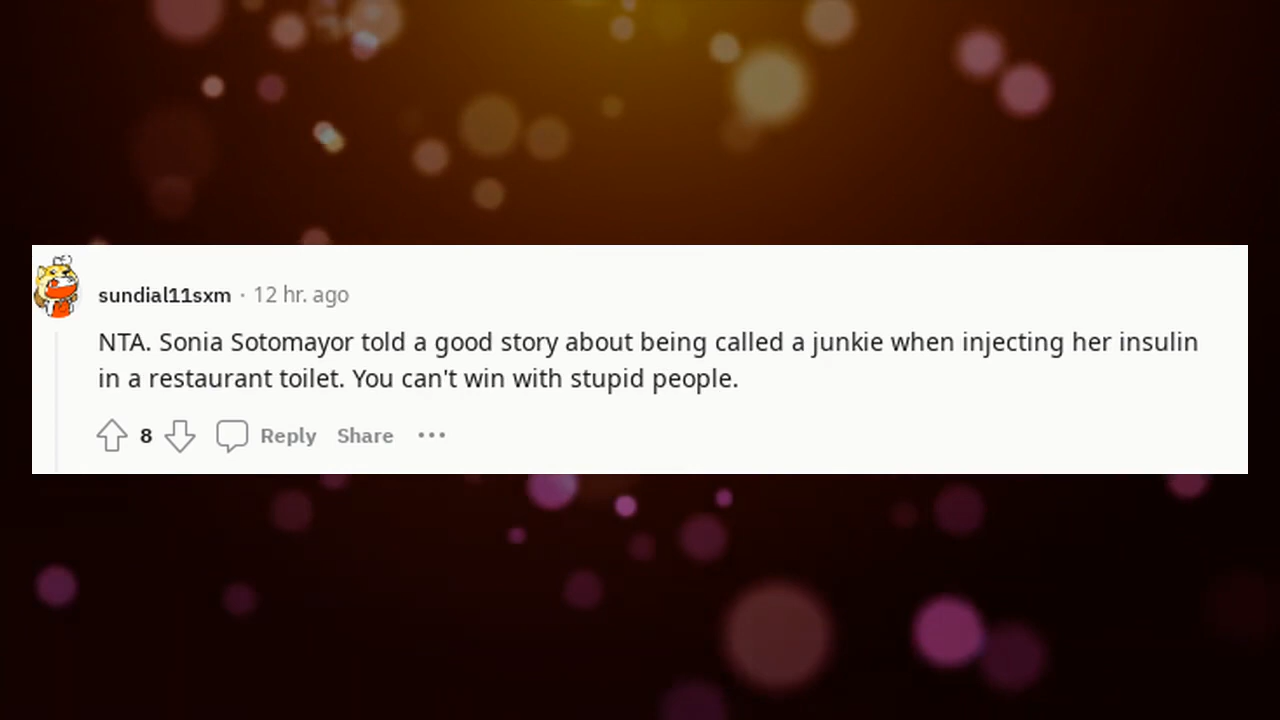 sundial11sxm · 12 hr. ago
NTA. Sonia Sotomayor told a good story about being called a junkie when injecting her insulin
in a restaurant toilet. You can't win with stupid people.
8 Reply Share •••